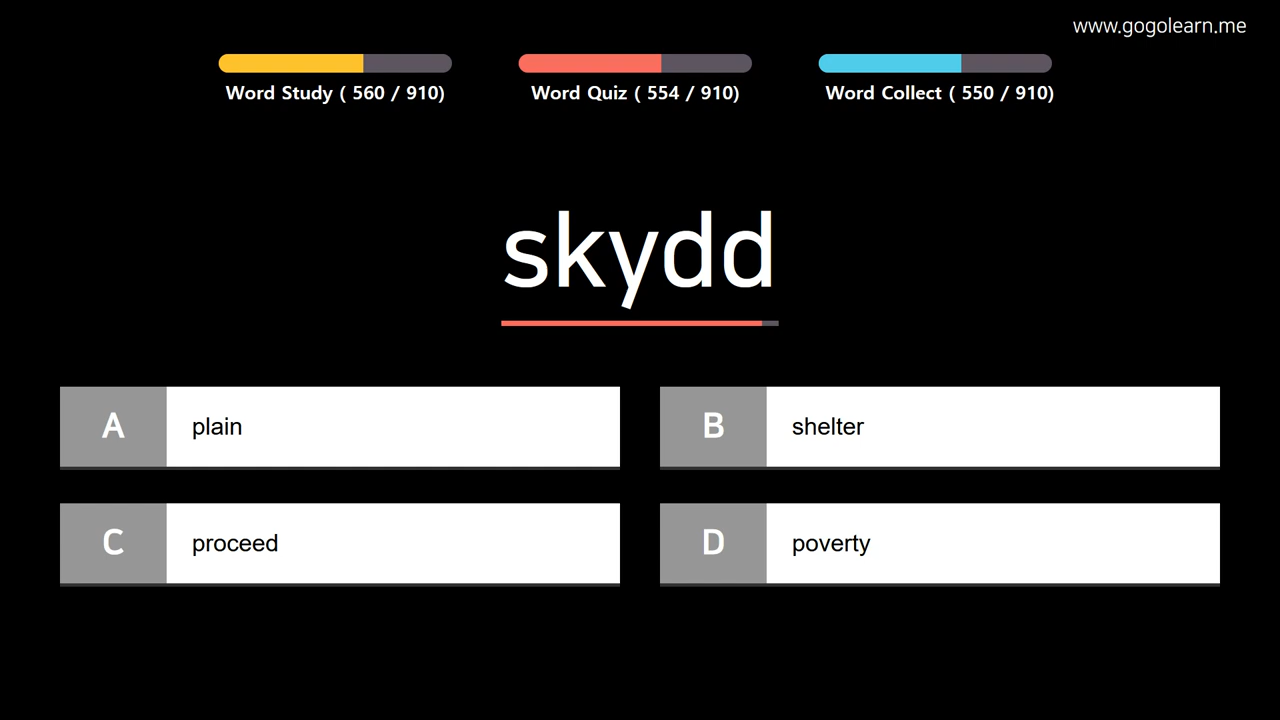 www.gogolearn.me
Word Study ( 560 / 910)
Word Quiz ( 554 / 910)
Word Collect ( 550 / 910)
skydd
A plain
B shelter
C proceed
D poverty